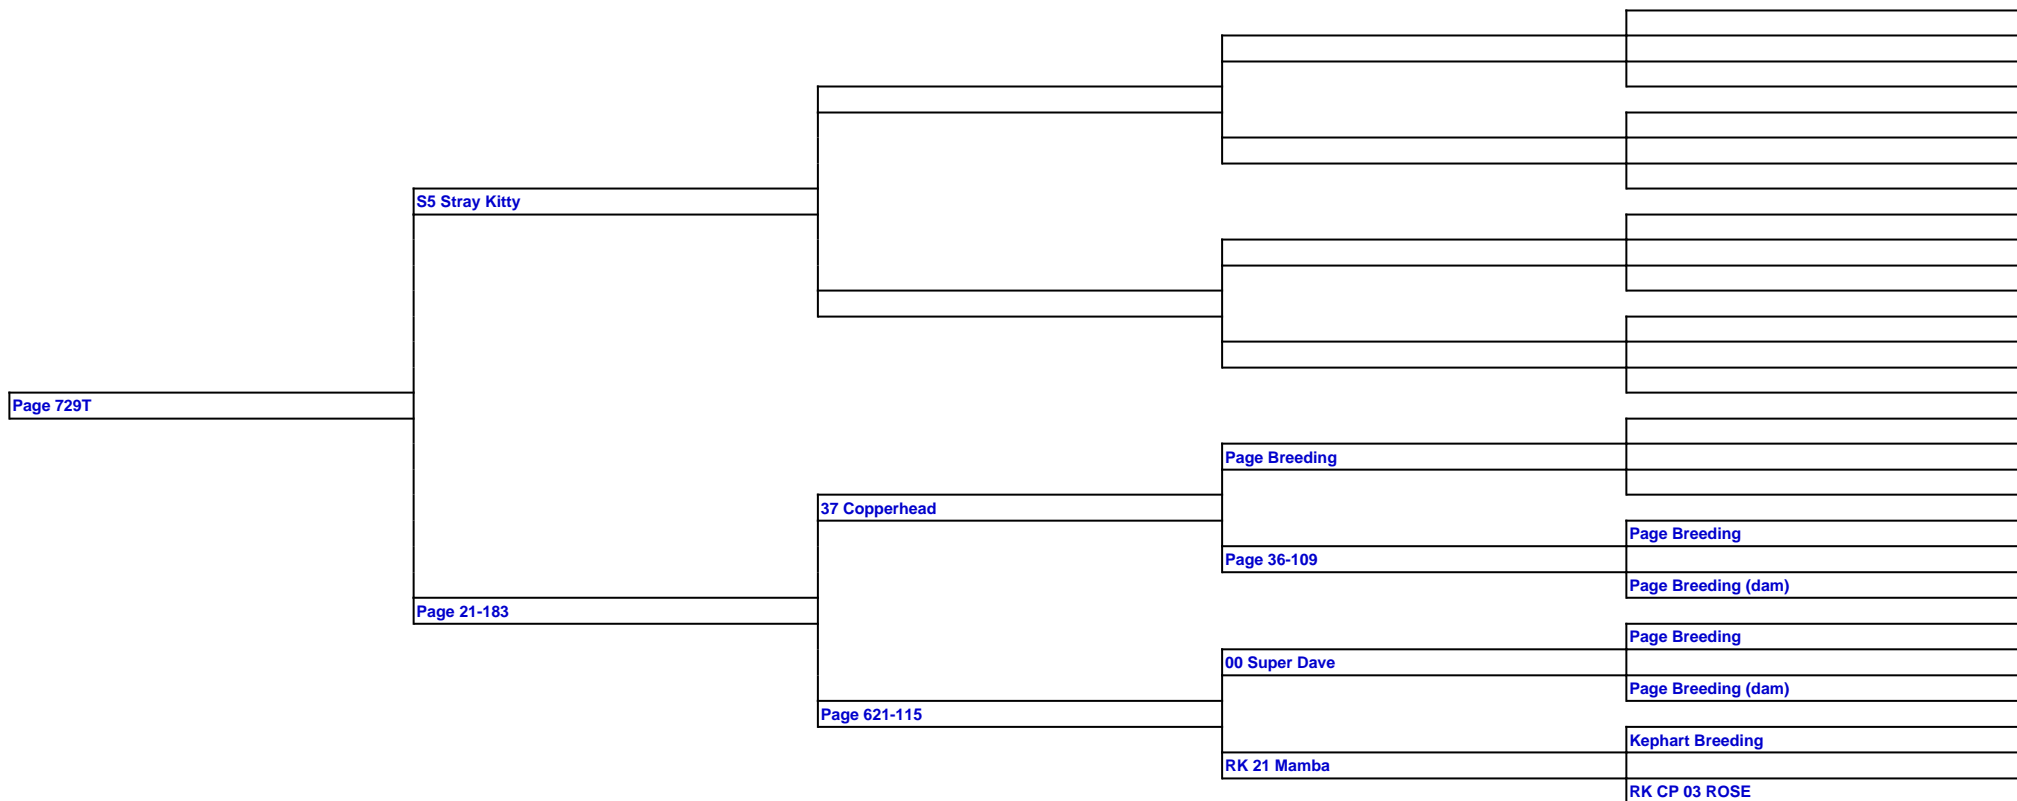 S5 Stray Kitty
Page 729T
Page Breeding
37 Copperhead
Page Breeding
Page 36-109
Page Breeding (dam)
Page 21-183
Page Breeding
00 Super Dave
Page Breeding (dam)
Page 621-115
Kephart Breeding
RK 21 Mamba
RK CP 03 ROSE